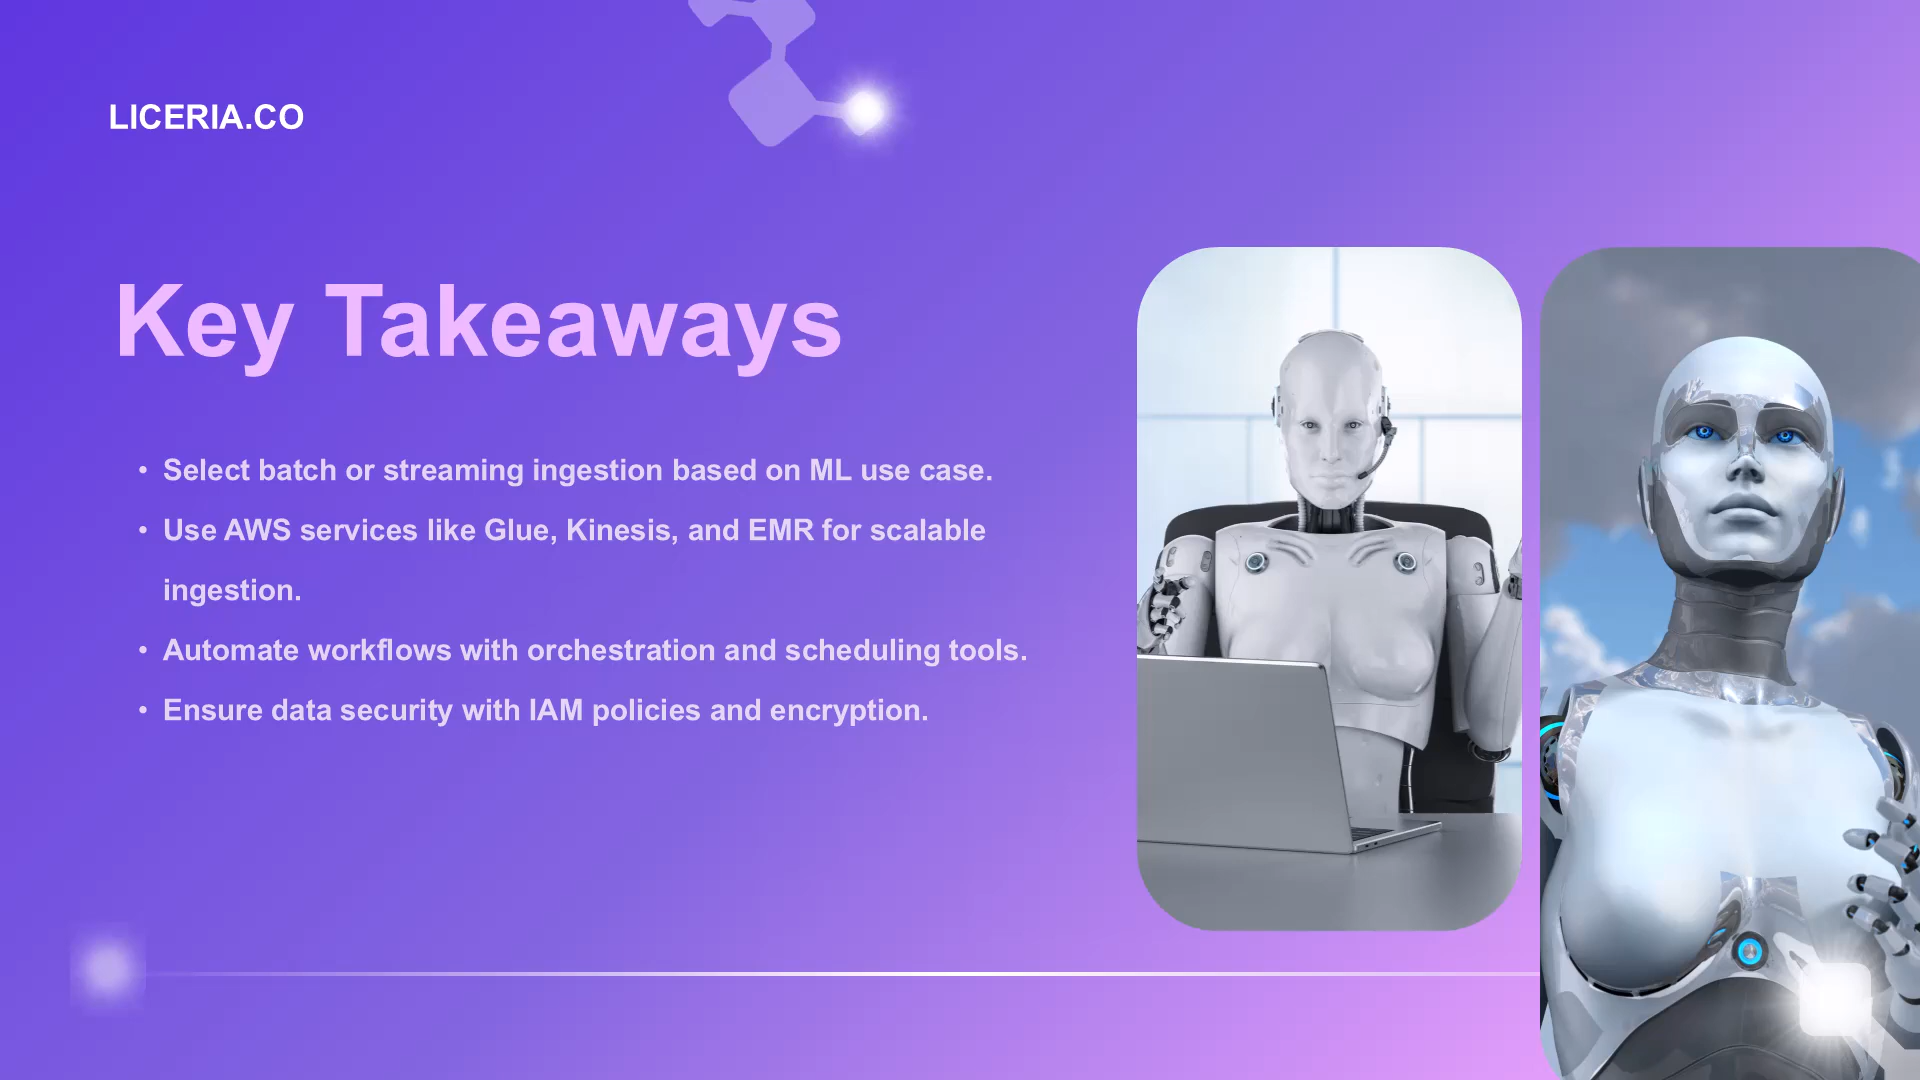 LICERIA.CO
Key Takeaways
• Select batch or streaming ingestion based on ML use case.
• Use AWS services like Glue, Kinesis, and EMR for scalable
ingestion.
• Automate workflows with orchestration and scheduling tools.
• Ensure data security with IAM policies and encryption.